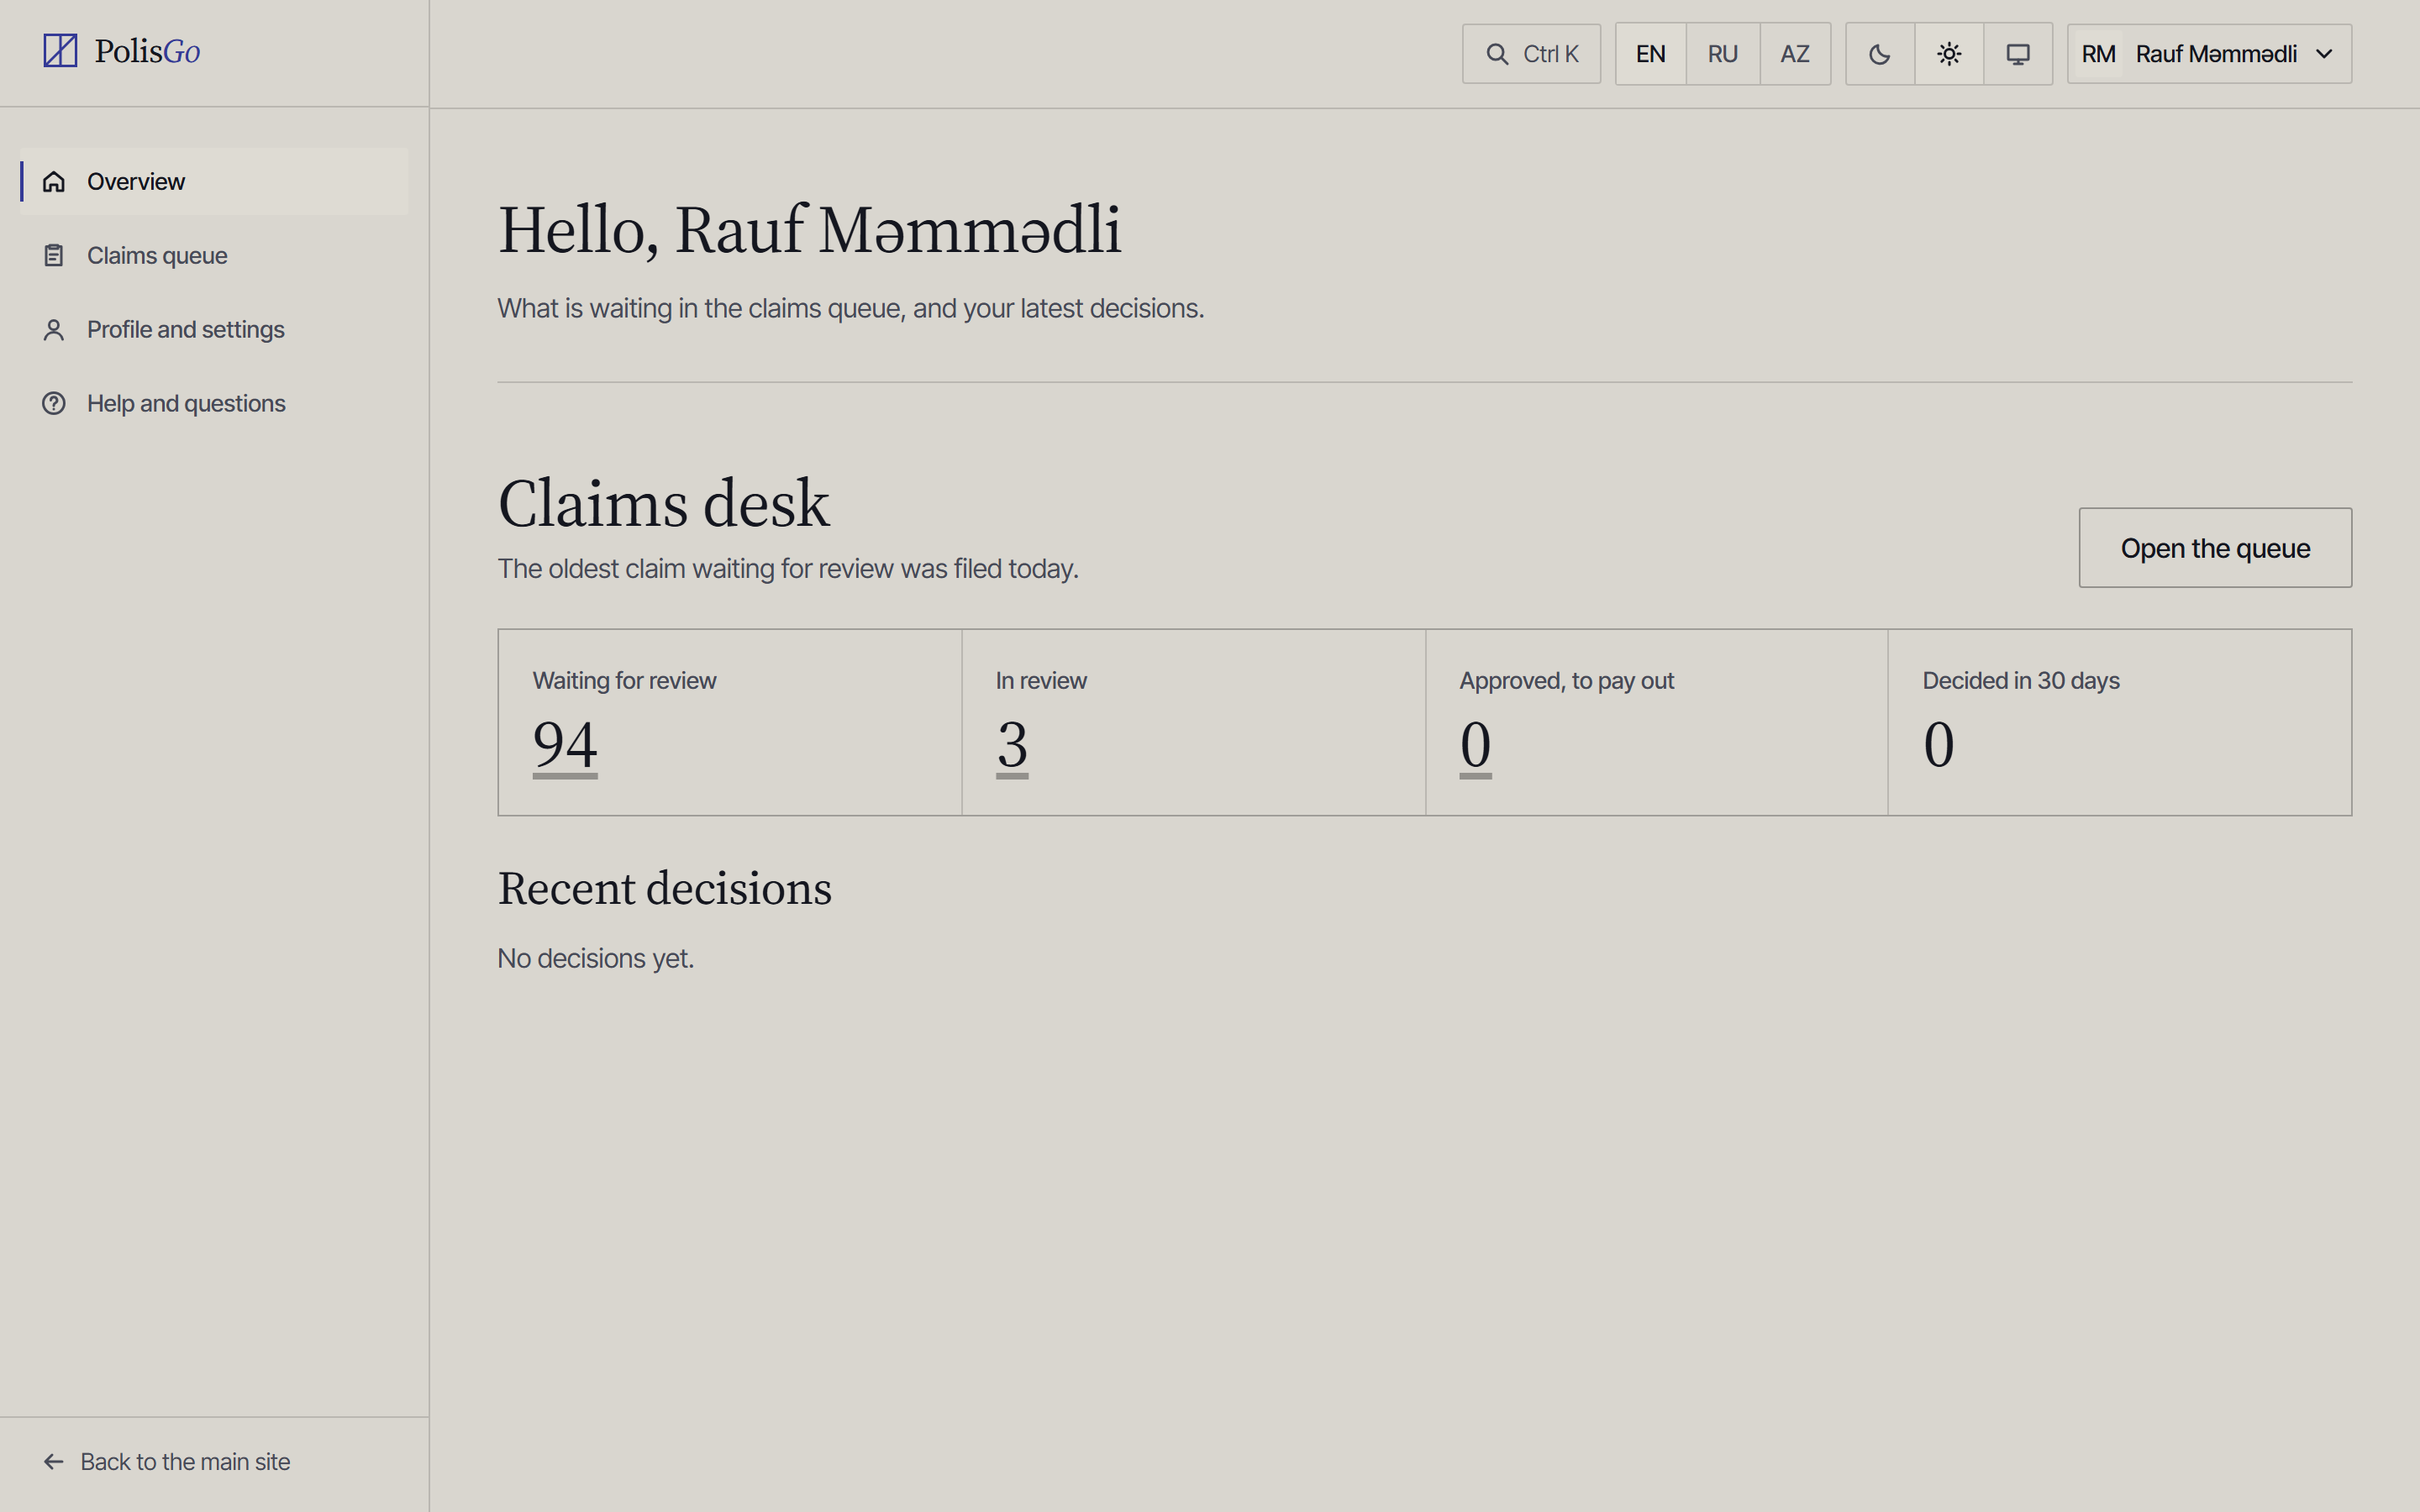 PolisGo
Ctrl K
EN
RU
AZ
RM
Rauf Məmmədli
Overview
Claims queue
Profile and settings
Help and questions
Hello, Rauf Məmmədli
What is waiting in the claims queue, and your latest decisions.
Claims desk
The oldest claim waiting for review was filed today.
Open the queue
Waiting for review
94
In review
3
Approved, to pay out
0
Decided in 30 days
0
Recent decisions
No decisions yet.
Back to the main site